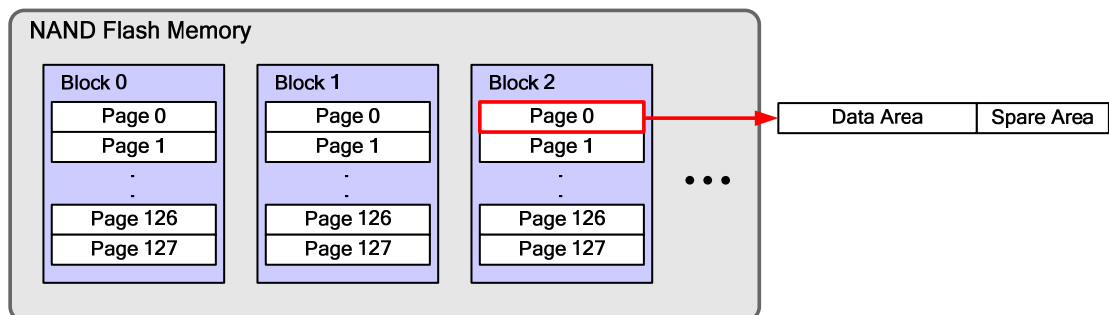 NAND Flash Memory
Block 0
Page 0
Page 1
.
.
Page 126
Page 127
Block 1
Page 0
Page 1
.
.
Page 126
Page 127
Block 2
Page 0
Page 1
.
.
Page 126
Page 127
...
Data Area
Spare Area